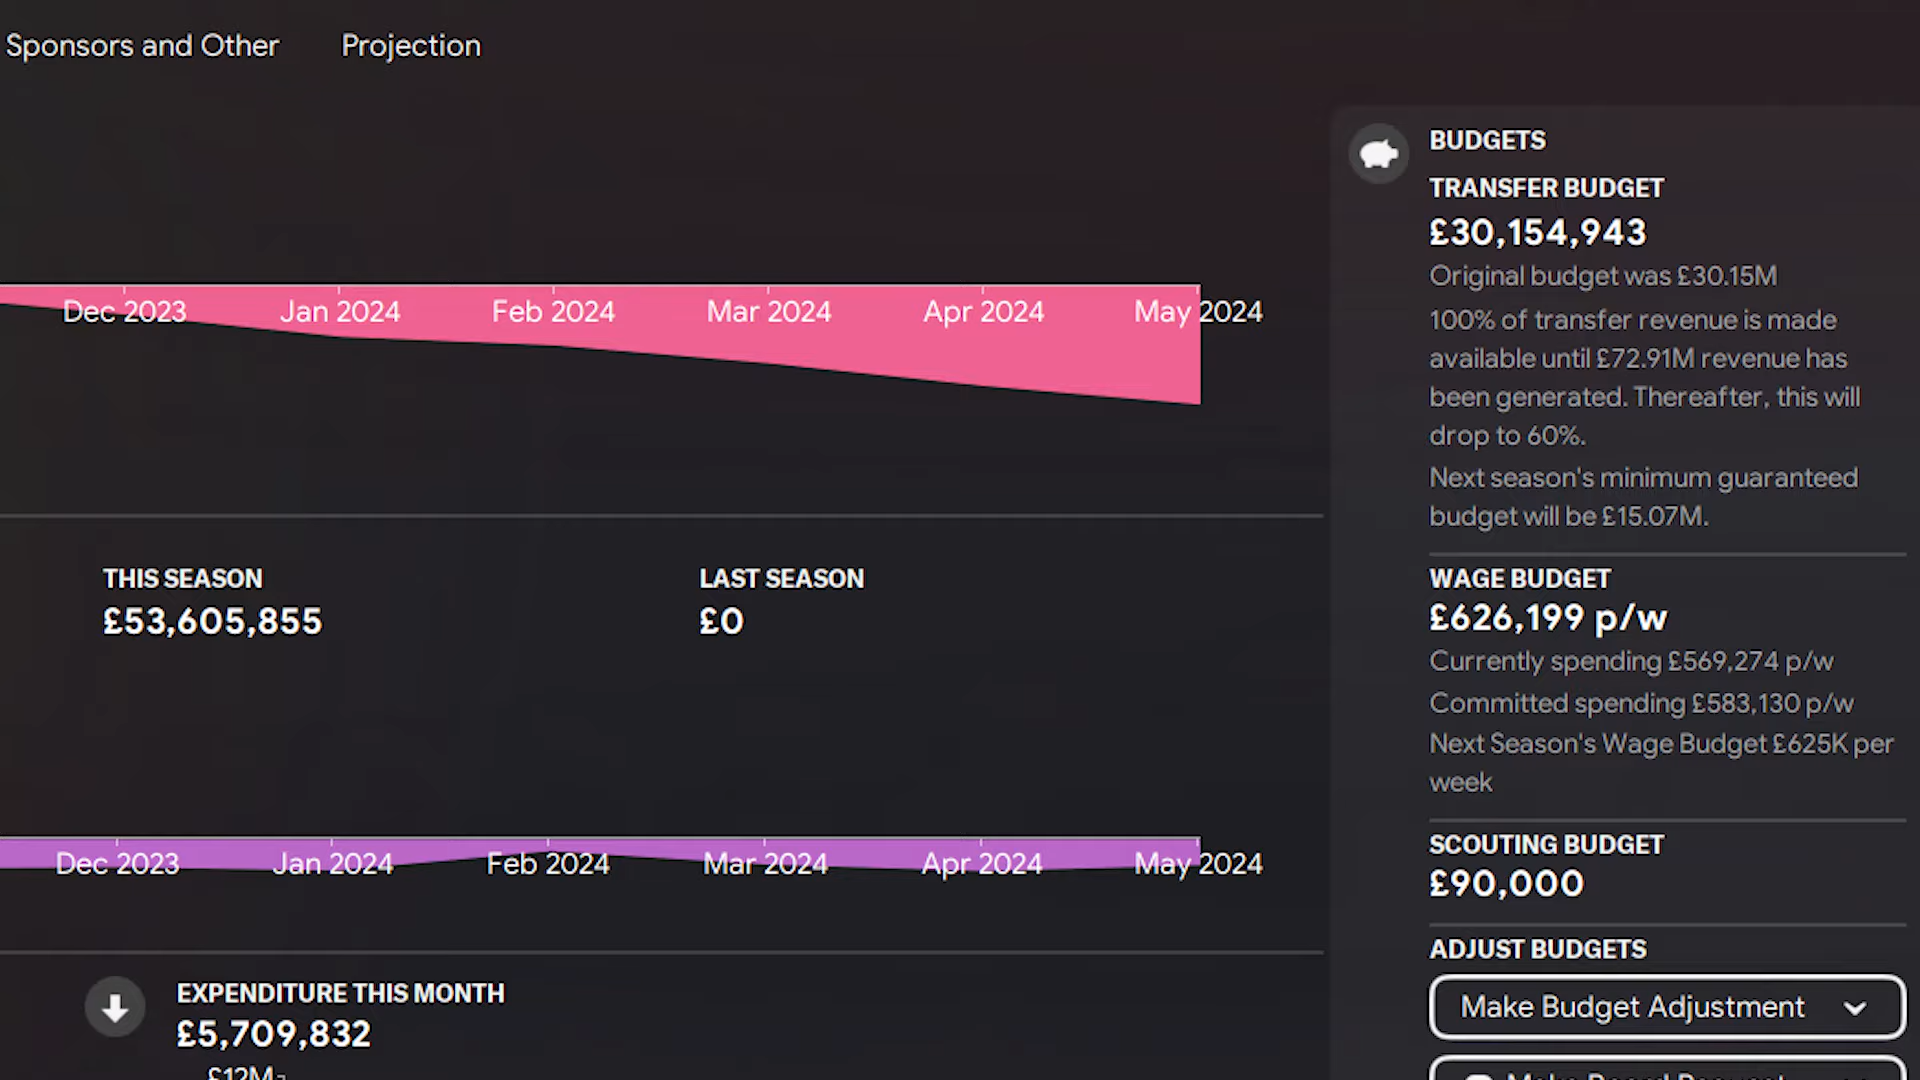 Sponsors and Other
Projection
Dec 2023
Jan 2024
Feb 2024
Mar 2024
Apr 2024
May 2024
THIS SEASON
£53,605,855
LAST SEASON
£0
Dec 2023
Jan 2024
Feb 2024
Mar 2024
Apr 2024
May 2024
EXPENDITURE THIS MONTH
£5,709,832
£12M
BUDGETS
TRANSFER BUDGET
£30,154,943
Original budget was £30.15M
100% of transfer revenue is made
available until £72.91M revenue has
been generated. Thereafter, this will
drop to 60%.
Next season's minimum guaranteed
budget will be £15.07M.
WAGE BUDGET
£626,199 p/w
Currently spending £569,274 p/w
Committed spending £583,130 p/w
Next Season's Wage Budget £625K per
week
SCOUTING BUDGET
£90,000
ADJUST BUDGETS
Make Budget Adjustment
Make Board Request